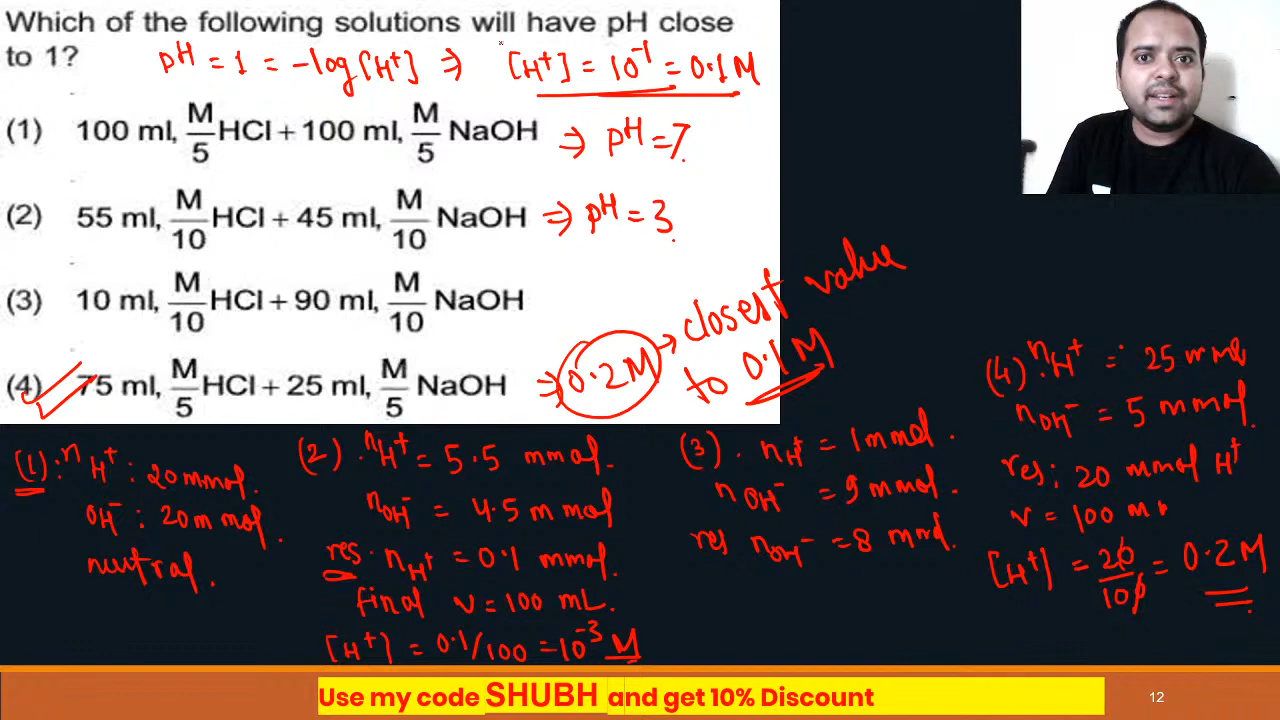 Which of the following solutions will have pH close
to 1?
pH = 1 = -log[H⁺] ⇒ [H⁺] = 10⁻¹ = 0.1 M
(1) 100 ml, M/5 HCl + 100 ml, M/5 NaOH ⇒ pH = 7
(2) 55 ml, M/10 HCl + 45 ml, M/10 NaOH ⇒ pH = 3
(3) 10 ml, M/10 HCl + 90 ml, M/10 NaOH
(4) 75 ml, M/5 HCl + 25 ml, M/5 NaOH ⇒ 0.2M → closest value
to 0.1 M
(1): nH⁺ : 20 mmol.
OH⁻ : 20 m mol.
neutral.
(2). nH⁺ = 5.5 mmol.
nOH⁻ = 4.5 m mol
res. nH⁺ = 0.1 mmol.
final v = 100 mL.
[H⁺] = 0.1/100 = 10⁻³ M
(3). nH⁺ = 1 mmol.
nOH⁻ = 9 mmol.
res nOH⁻ = 8 mmol.
(4). nH⁺ = 25 mmol
nOH⁻ = 5 mmol.
res: 20 mmol H⁺
v = 100 m
[H⁺] = 20/100 = 0.2 M
Use my code SHUBH and get 10% Discount
12